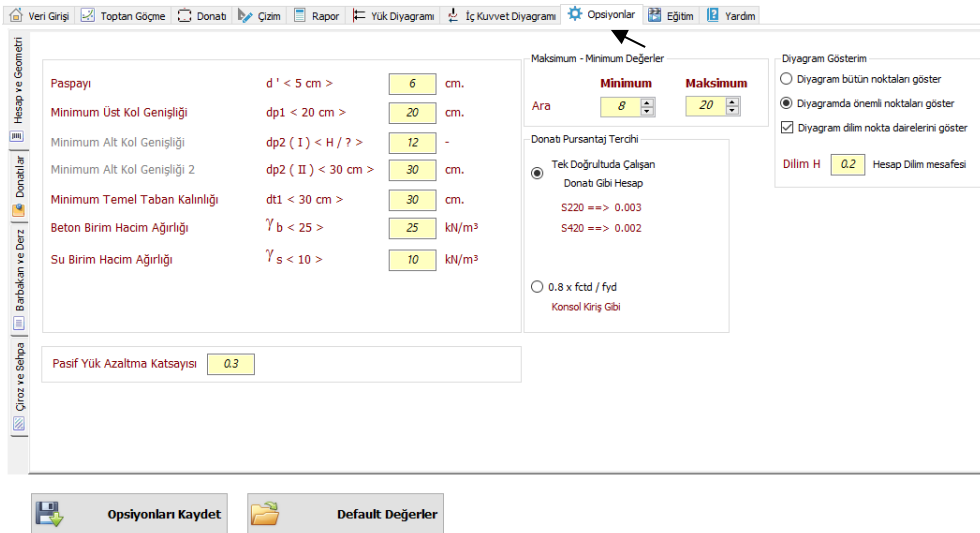 Veri Girişi Toptan Göçme Donatı Çizim Rapor Yük Diyagramı İç Kuvvet Diyagramı Opsiyonlar Eğitim Yardım
Hesap ve Geometri
Donatılar
Barbakan ve Derz
Çiroz ve Sehpa
Paspayı d ' < 5 cm > 6 cm.
Minimum Üst Kol Genişliği dp1 < 20 cm > 20 cm.
Minimum Alt Kol Genişliği dp2 ( I ) < H / ? > 12 -
Minimum Alt Kol Genişliği 2 dp2 ( II ) < 30 cm > 30 cm.
Minimum Temel Taban Kalınlığı dt1 < 30 cm > 30 cm.
Beton Birim Hacim Ağırlığı γ b < 25 > 25 kN/m³
Su Birim Hacim Ağırlığı γ s < 10 > 10 kN/m³
Pasif Yük Azaltma Katsayısı 0.3
Maksimum - Minimum Değerler
Minimum Maksimum
Ara 8 20
Donatı Pursantaj Tercihi
Tek Doğrultuda Çalışan
Donatı Gibi Hesap
S220 ==> 0.003
S420 ==> 0.002
0.8 x fctd / fyd
Konsol Kiriş Gibi
Diyagram Gösterim
Diyagram bütün noktaları göster
Diyagramda önemli noktaları göster
Diyagram dilim nokta dairelerini göster
Dilim H 0.2 Hesap Dilim mesafesi
Opsiyonları Kaydet Default Değerler